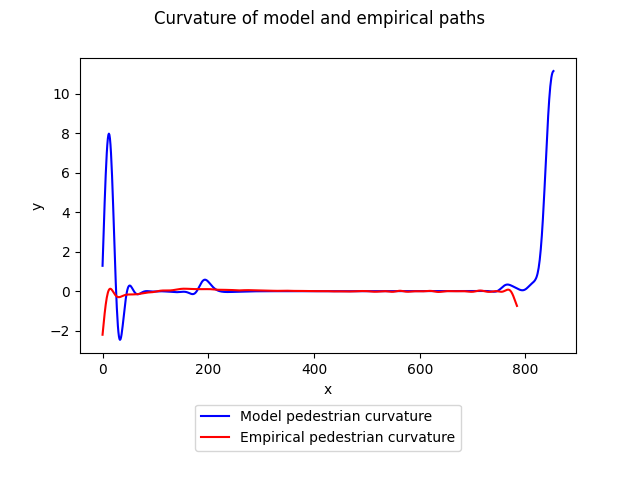 Curvature of model and empirical paths
10
8
6
4
2
0
−2
y
0 200 400 600 800
x
Model pedestrian curvature
Empirical pedestrian curvature